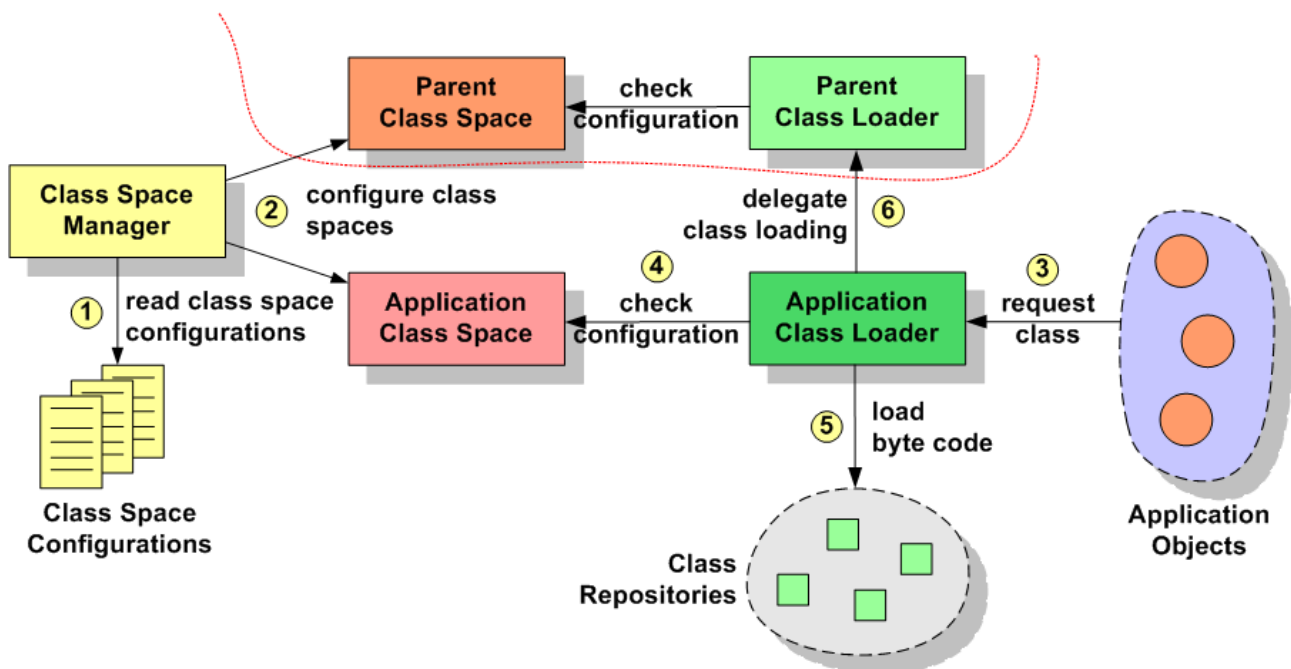 Parent
Class Space
check
configuration
Parent
Class Loader
Class Space
Manager
2
configure class
spaces
delegate
class loading
6
1
read class space
configurations
Application
Class Space
4
check
configuration
Application
Class Loader
3
request
class
5
load
byte code
Class Space
Configurations
Class
Repositories
Application
Objects